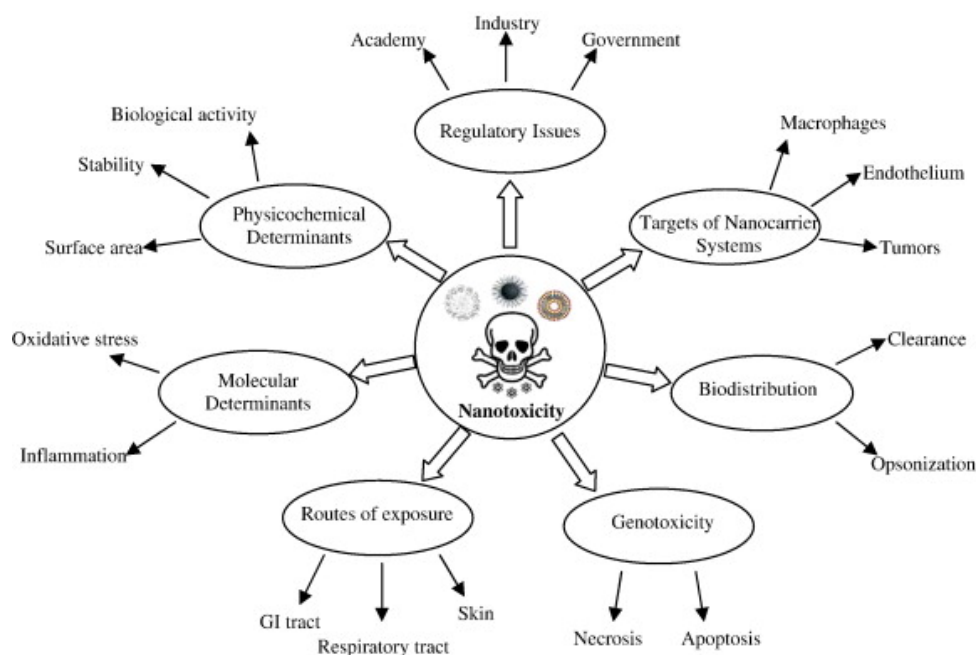 Industry
Academy
Government
Regulatory Issues
Biological activity
Stability
Surface area
Physicochemical
Determinants
Macrophages
Endothelium
Tumors
Targets of Nanocarrier
Systems
Nanotoxicity
Oxidative stress
Inflammation
Molecular
Determinants
Clearance
Biodistribution
Opsonization
Routes of exposure
GI tract
Respiratory tract
Skin
Genotoxicity
Necrosis
Apoptosis